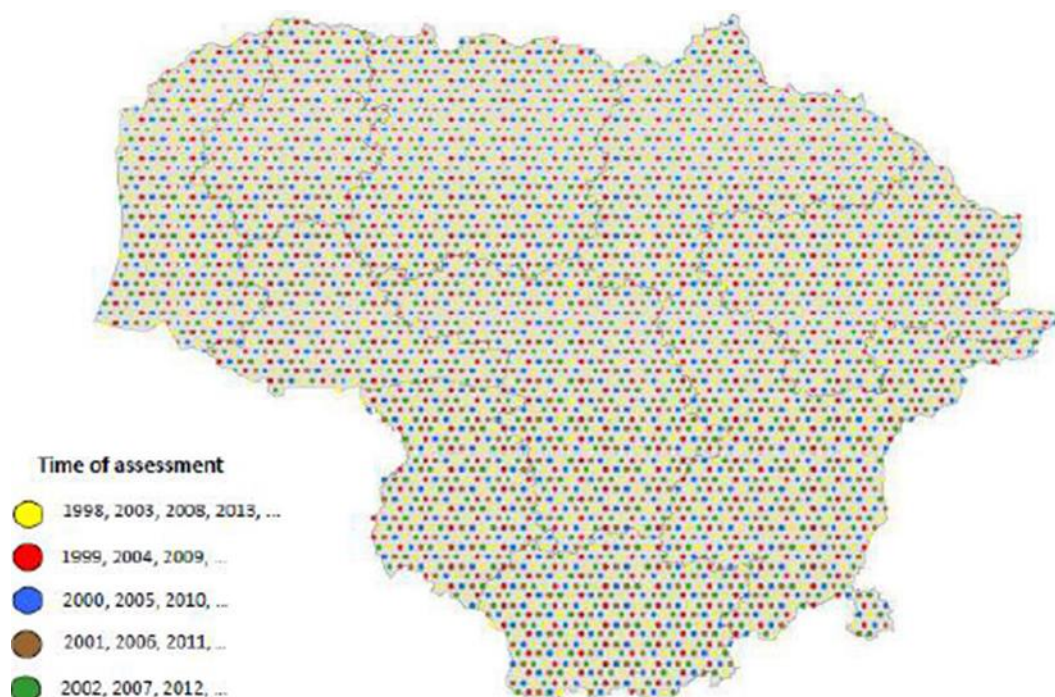 Time of assessment
1998, 2003, 2008, 2013, ...
1999, 2004, 2009, ...
2000, 2005, 2010, ...
2001, 2006, 2011, ...
2002, 2007, 2012, ...